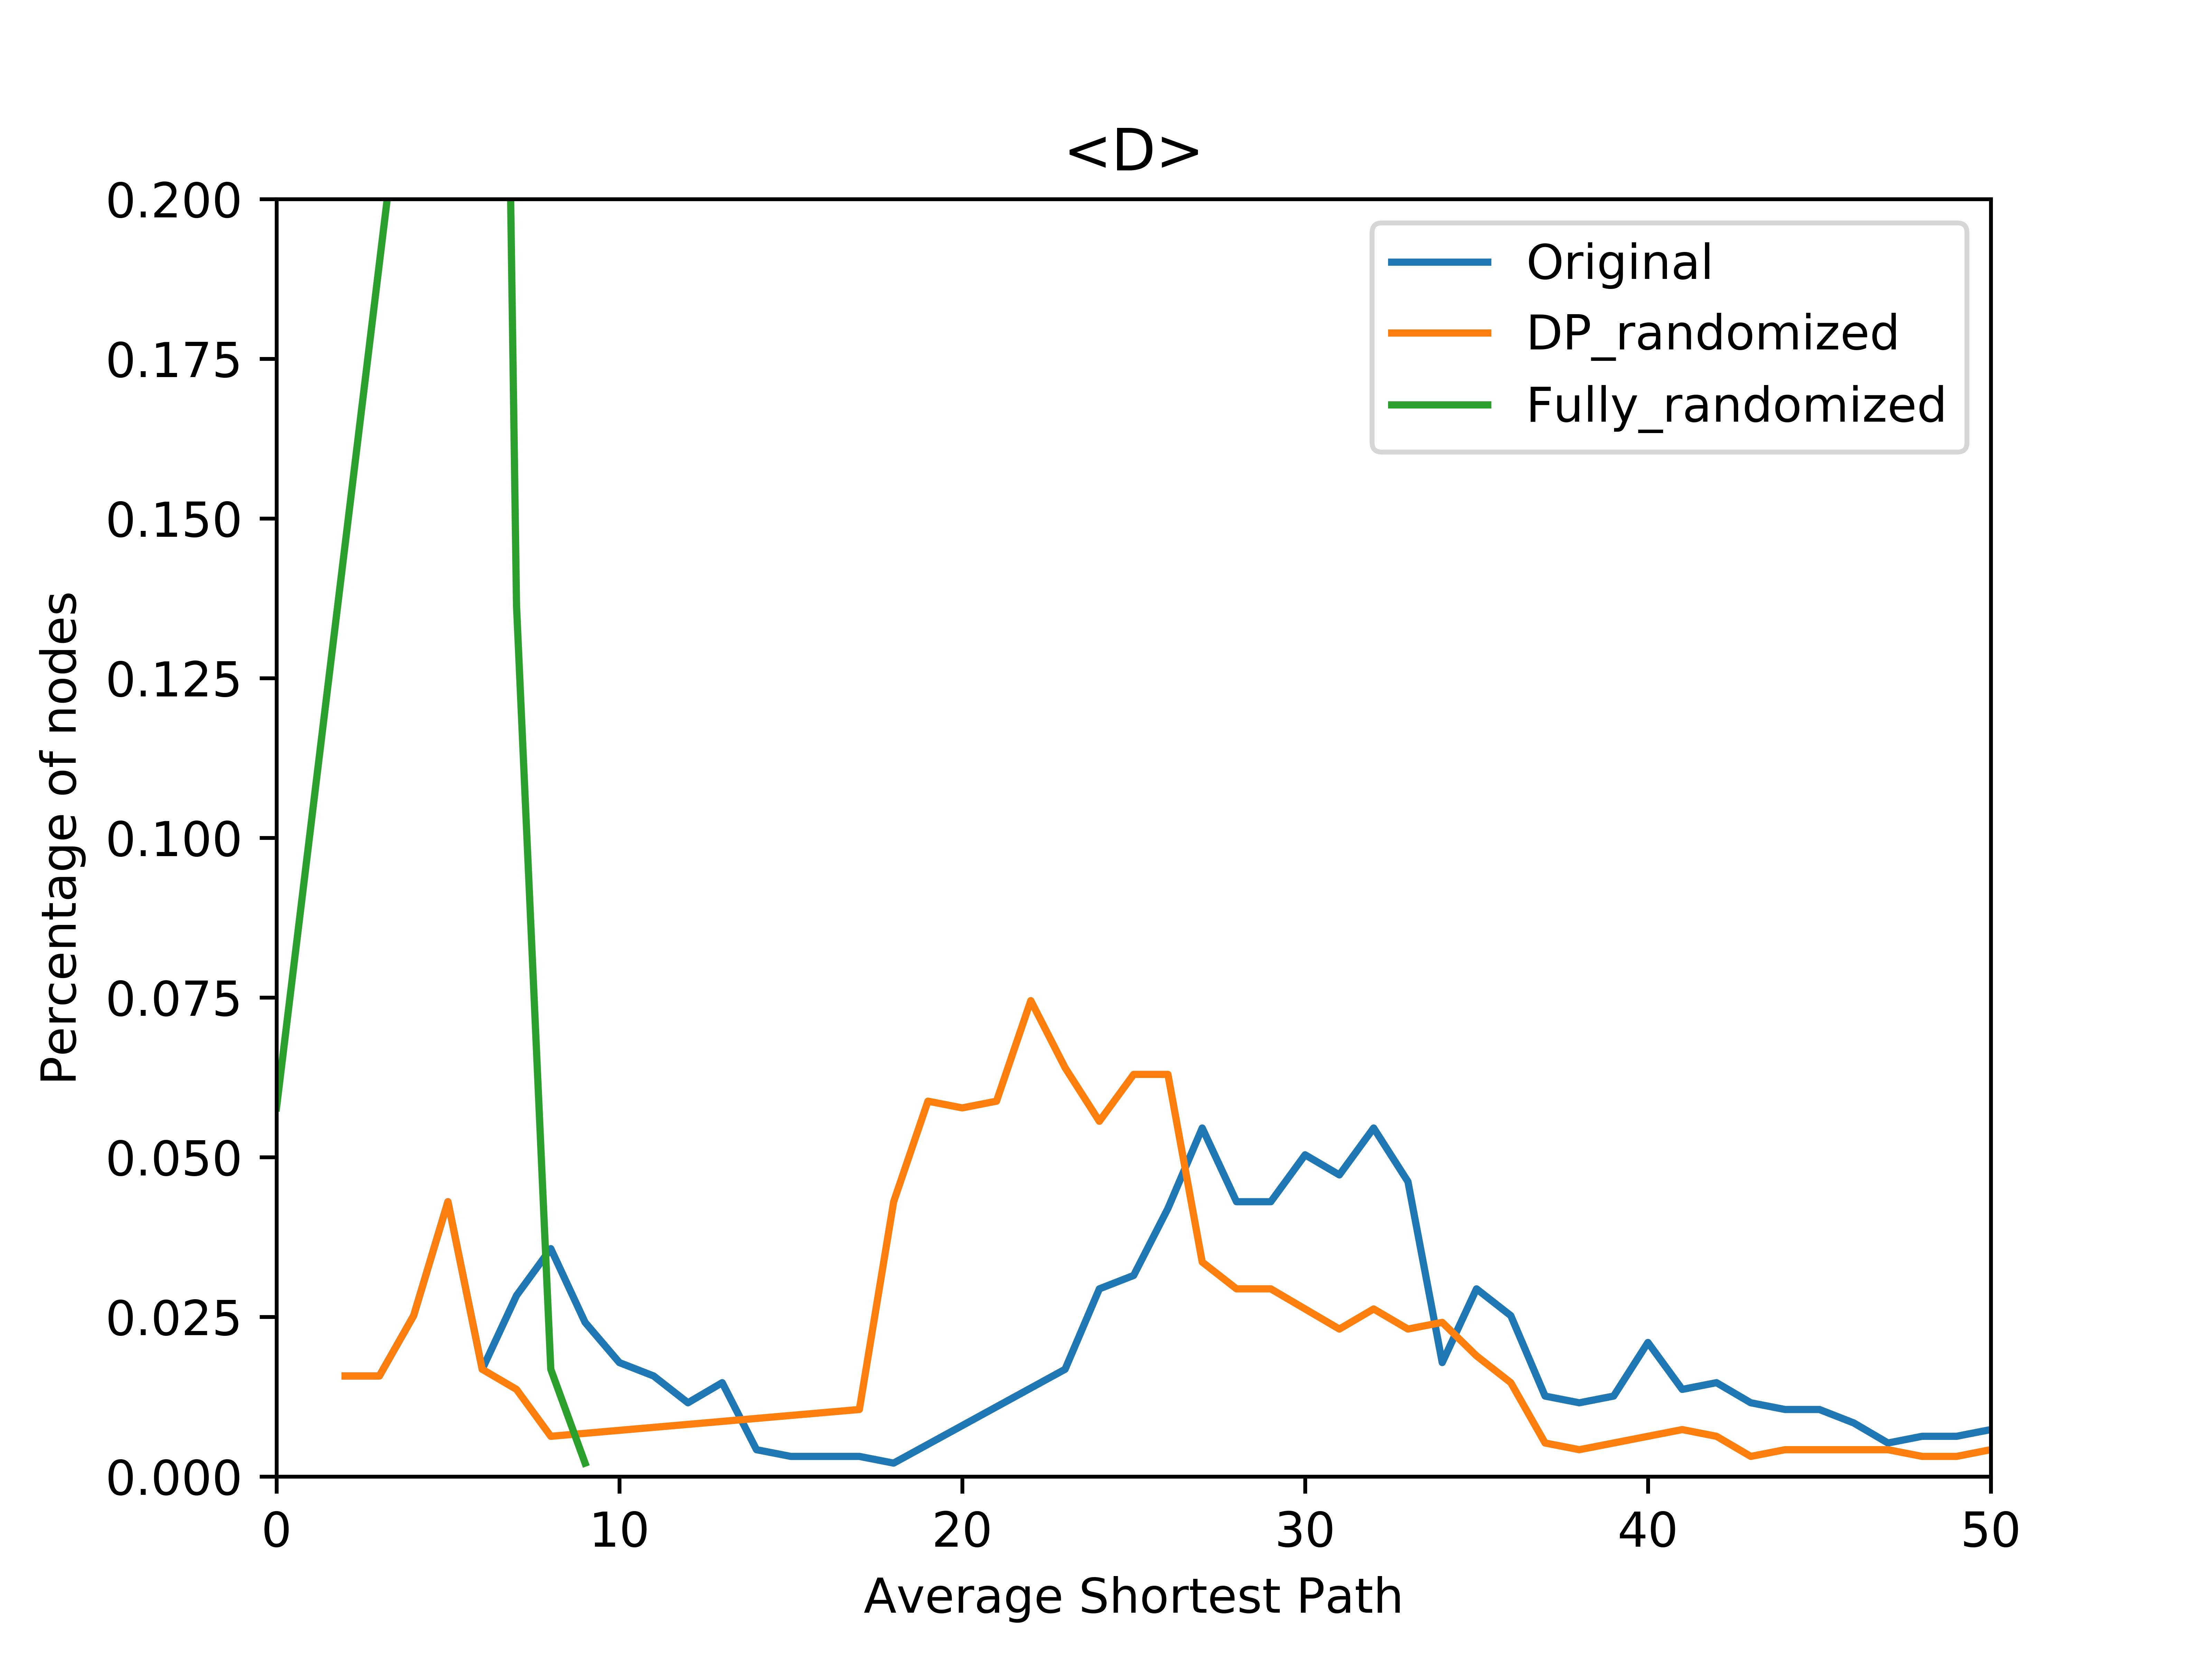 <D>
0.200
0.175
0.150
0.125
0.100
0.075
0.050
0.025
0.000
Percentage of nodes
Original
DP_randomized
Fully_randomized
0 10 20 30 40 50
Average Shortest Path